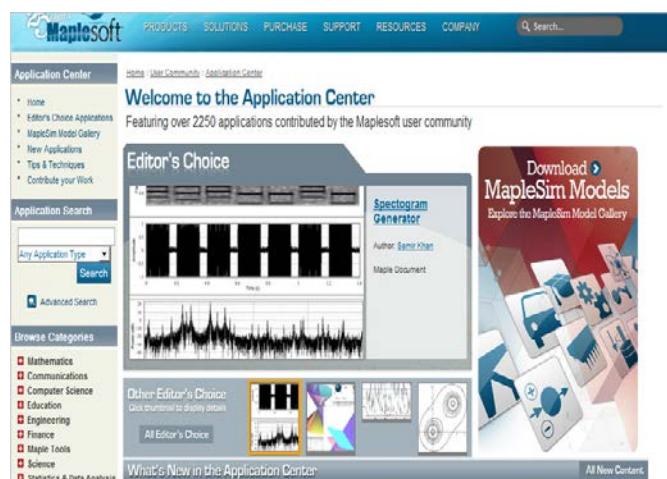 Maplesoft
PRODUCTS SOLUTIONS PURCHASE SUPPORT RESOURCES COMPANY
Search...
Application Center
Home
Editor's Choice Applications
MapleSim Model Gallery
New Applications
Tips & Techniques
Contribute your Work
Application Search
Any Application Type
Search
Advanced Search
Browse Categories
Mathematics
Communications
Computer Science
Education
Engineering
Finance
Maple Tools
Science
Statistics & Data Analysis
Home : User Community : Application Center
Welcome to the Application Center
Featuring over 2250 applications contributed by the Maplesoft user community
Editor's Choice
Time (s)
Spectogram
Generator
Author: Samir Khan
Maple Document
Other Editor's Choice
Click thumbnail to display details
All Editor's Choice
Download
MapleSim Models
Explore the MapleSim Model Gallery
What's New in the Application Center
All New Content